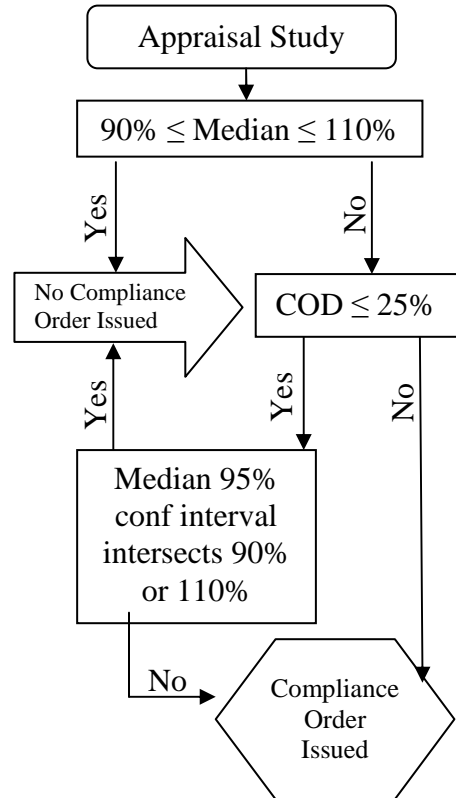 Appraisal Study
90% ≤ Median ≤ 110%
Yes
No
No Compliance
Order Issued
COD ≤ 25%
Yes
Yes
No
Median 95%
conf interval
intersects 90%
or 110%
No
Compliance
Order
Issued